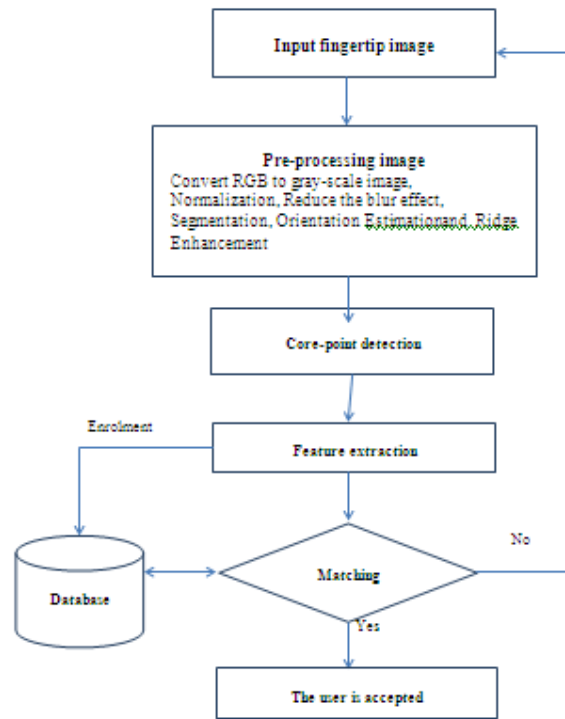 Input fingertip image
Pre-processing image
Convert RGB to gray-scale image,
Normalization, Reduce the blur effect,
Segmentation, Orientation Estimationand Ridge
Enhancement
Core-point detection
Enrolment
Feature extraction
No
Matching
Database
Yes
The user is accepted